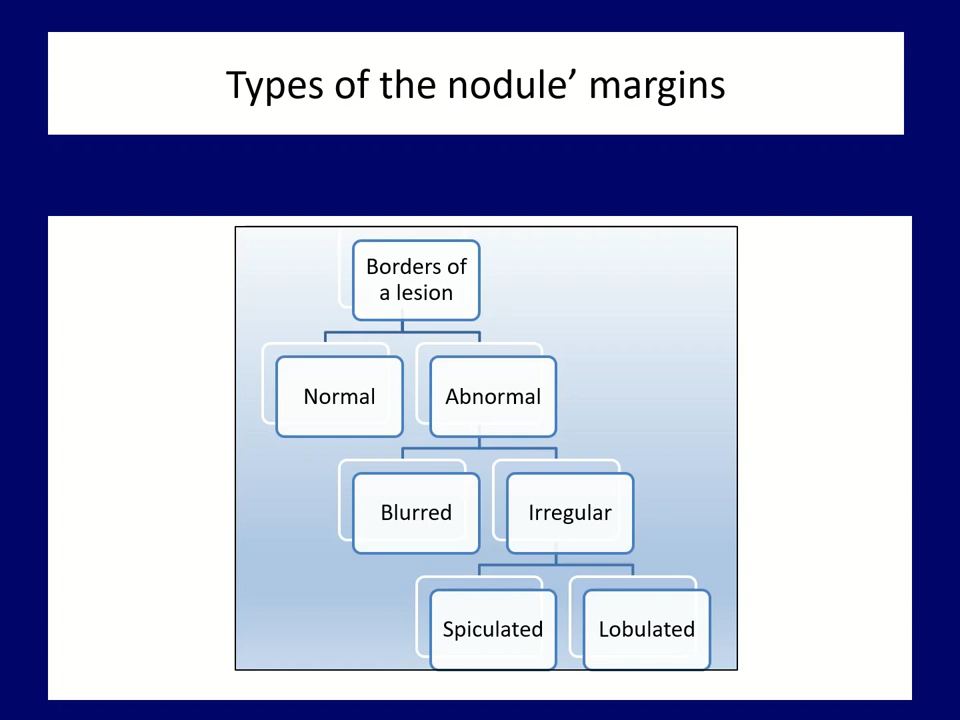 Types of the nodule’ margins
Borders of
a lesion
Normal
Abnormal
Blurred
Irregular
Spiculated
Lobulated